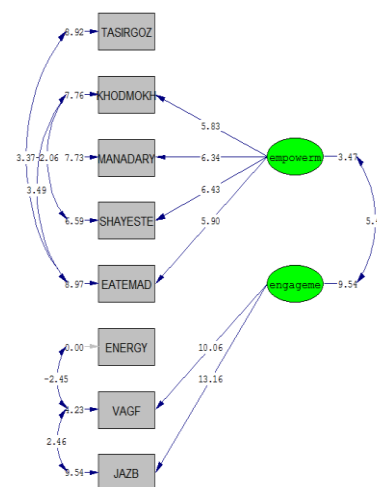 8.92 TASIRGOZ
7.76 KHODMOKH
5.83
3.37 -2.06 7.73 MANADARY 6.34 empowerm 3.47
3.49 6.43
6.59 SHAYESTE 5.90
8.97 EATEMAD engageme 9.54
0.00 ENERGY 10.06
-2.45 13.16
4.23 VAGF
2.46
9.54 JAZB